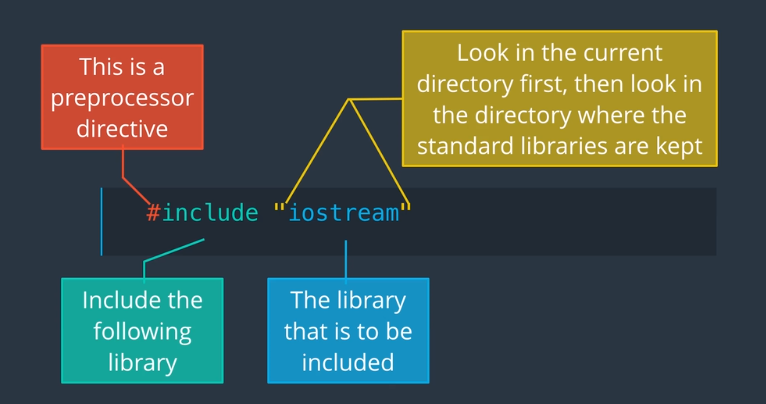 This is a
preprocessor
directive
Look in the current
directory first, then look in
the directory where the
standard libraries are kept
#include "iostream"
Include the
following
library
The library
that is to be
included